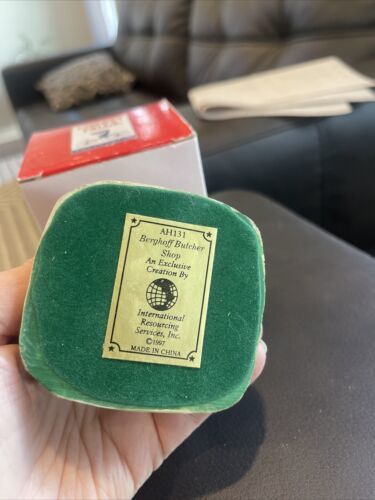 AH131
Berghoff Butcher
Shop
An Exclusive
Creation By
International
Resourcing
Services, Inc.
©1997
MADE IN CHINA